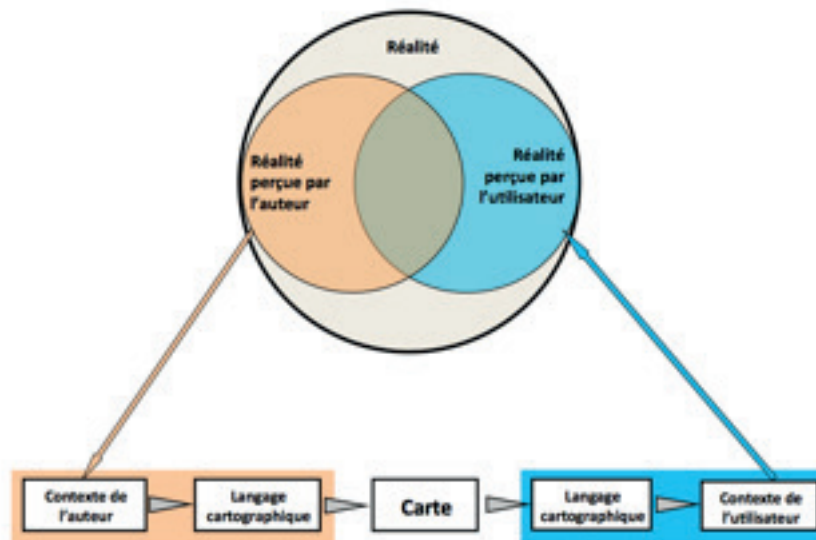 Réalité
Réalité
perçue par
l'auteur
Réalité
perçue par
l'utilisateur
Contexte de
l'auteur
Langage
cartographique
Carte
Langage
cartographique
Contexte de
l'utilisateur